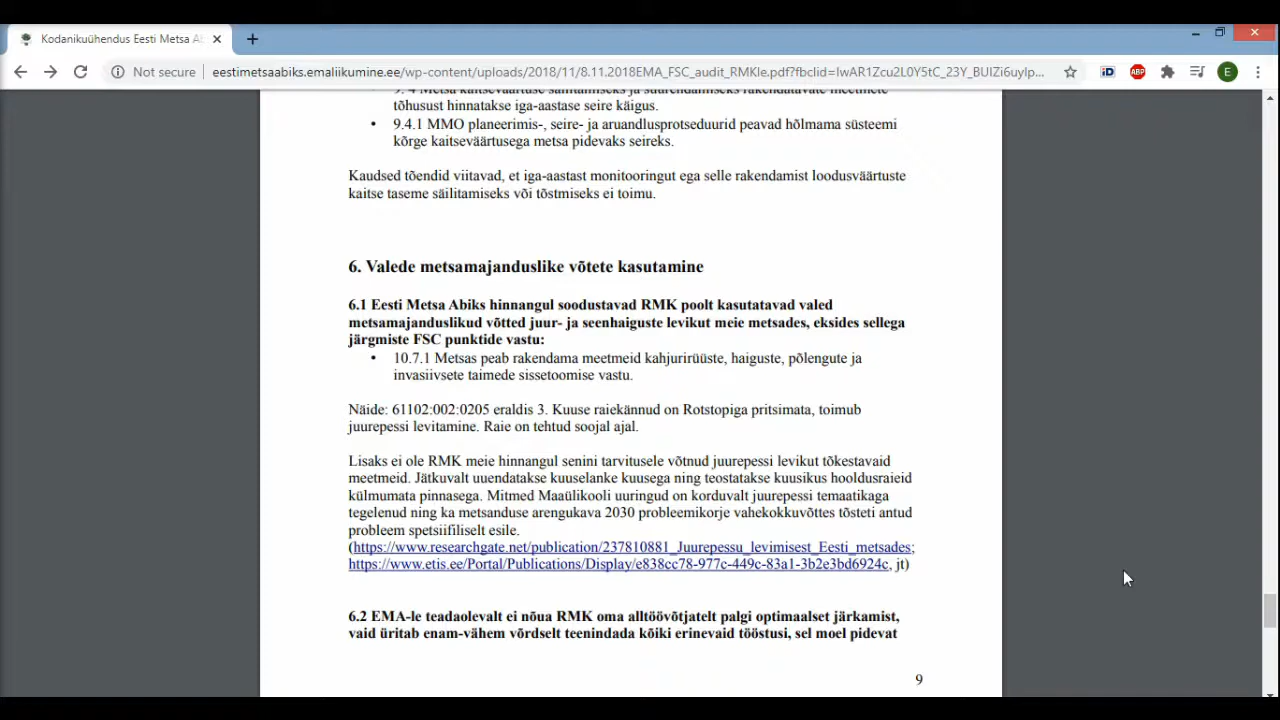 Kodanikuühendus Eesti Metsa Ab
Not secure
eestimetsaabiks.emaliikumine.ee/wp-content/uploads/2018/11/8.11.2018EMA_FSC_audit_RMKle.pdf?fbclid=IwAR1Zcu2L0Y5tC_23Y_BUIZi6uylp...
iD
ABP
E
• 9. 4 Metsa kaitseväärtuse säilitamiseks ja suurendamiseks rakendatavate meetmete
tõhusust hinnatakse iga-aastase seire käigus.
• 9.4.1 MMO planeerimis-, seire- ja aruandlusprotseduurid peavad hõlmama süsteemi
kõrge kaitseväärtusega metsa pidevaks seireks.
Kaudsed tõendid viitavad, et iga-aastast monitooringut ega selle rakendamist loodusväärtuste
kaitse taseme säilitamiseks või tõstmiseks ei toimu.
6. Valede metsamajanduslike võtete kasutamine
6.1 Eesti Metsa Abiks hinnangul soodustavad RMK poolt kasutatavad valed
metsamajanduslikud võtted juur- ja seenhaiguste levikut meie metsades, eksides sellega
järgmiste FSC punktide vastu:
• 10.7.1 Metsas peab rakendama meetmeid kahjurirüüste, haiguste, põlengute ja
invasiivsete taimede sissetoomise vastu.
Näide: 61102:002:0205 eraldis 3. Kuuse raiekännud on Rotstopiga pritsimata, toimub
juurepessi levitamine. Raie on tehtud soojal ajal.
Lisaks ei ole RMK meie hinnangul senini tarvitusele võtnud juurepessi levikut tõkestavaid
meetmeid. Jätkuvalt uuendatakse kuuselanke kuusega ning teostatakse kuusikus hooldusraieid
külmumata pinnasega. Mitmed Maaülikooli uuringud on korduvalt juurepessi temaatikaga
tegelenud ning ka metsanduse arengukava 2030 probleemikorje vahekokkuvõttes tõsteti antud
probleem spetsiifiliselt esile.
(https://www.researchgate.net/publication/237810881_Juurepessu_levimisest_Eesti_metsades;
https://www.etis.ee/Portal/Publications/Display/e838cc78-977c-449c-83a1-3b2e3bd6924c, jt)
6.2 EMA-le teadaolevalt ei nõua RMK oma alltöövõtjatelt palgi optimaalset järkamist,
vaid üritab enam-vähem võrdselt teenindada kõiki erinevaid tööstusi, sel moel pidevat
9